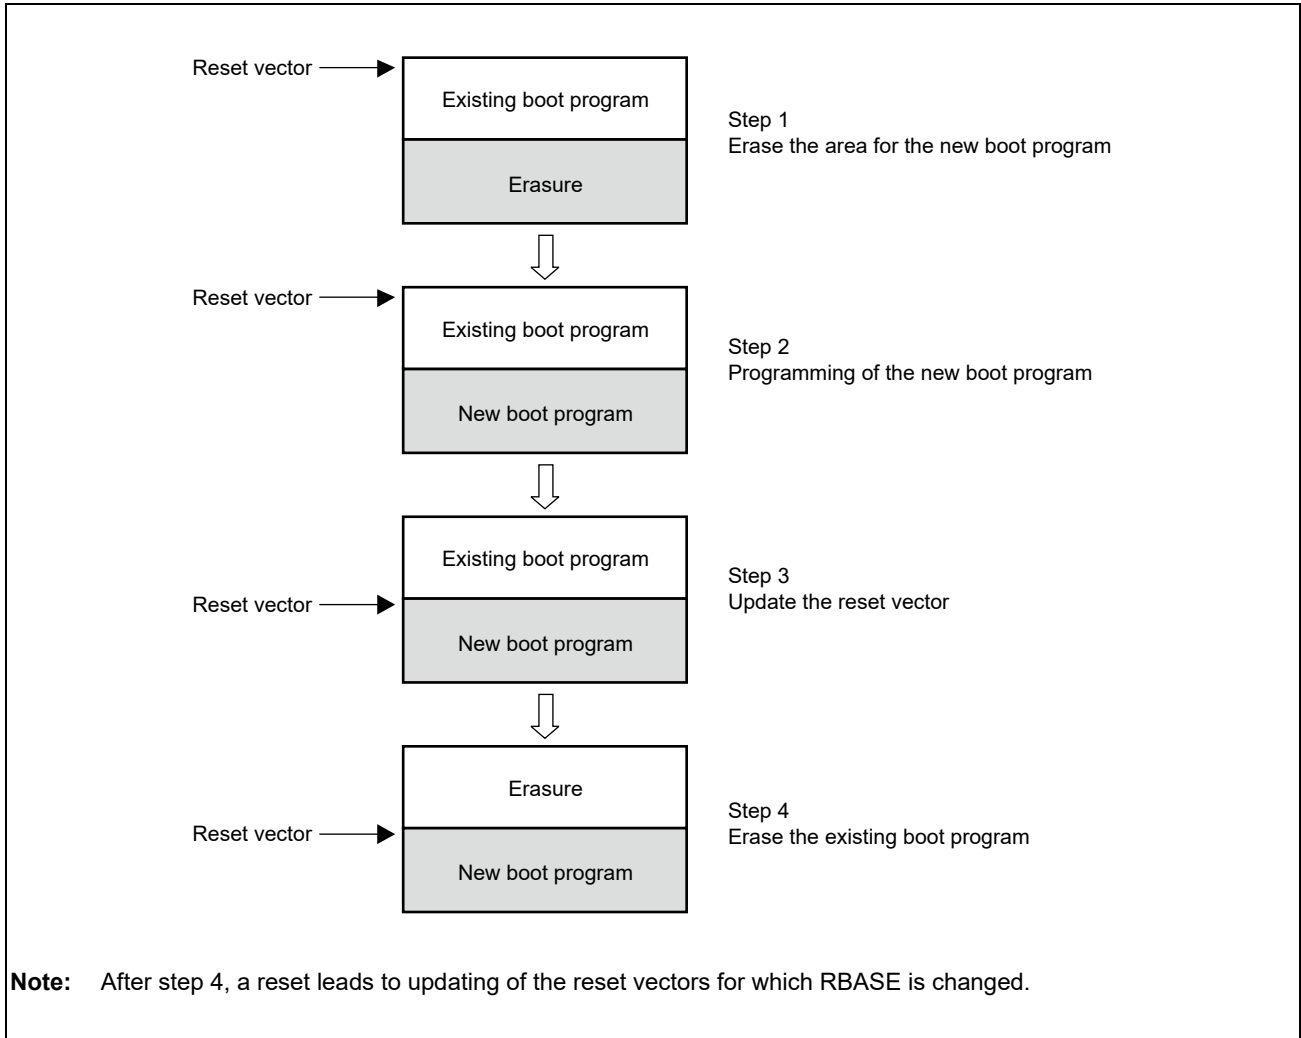 Reset vector
Existing boot program
Step 1
Erase the area for the new boot program
Erasure
Reset vector
Existing boot program
Step 2
Programming of the new boot program
New boot program
Existing boot program
Step 3
Update the reset vector
Reset vector
New boot program
Erasure
Step 4
Erase the existing boot program
Reset vector
New boot program
Note: After step 4, a reset leads to updating of the reset vectors for which RBASE is changed.